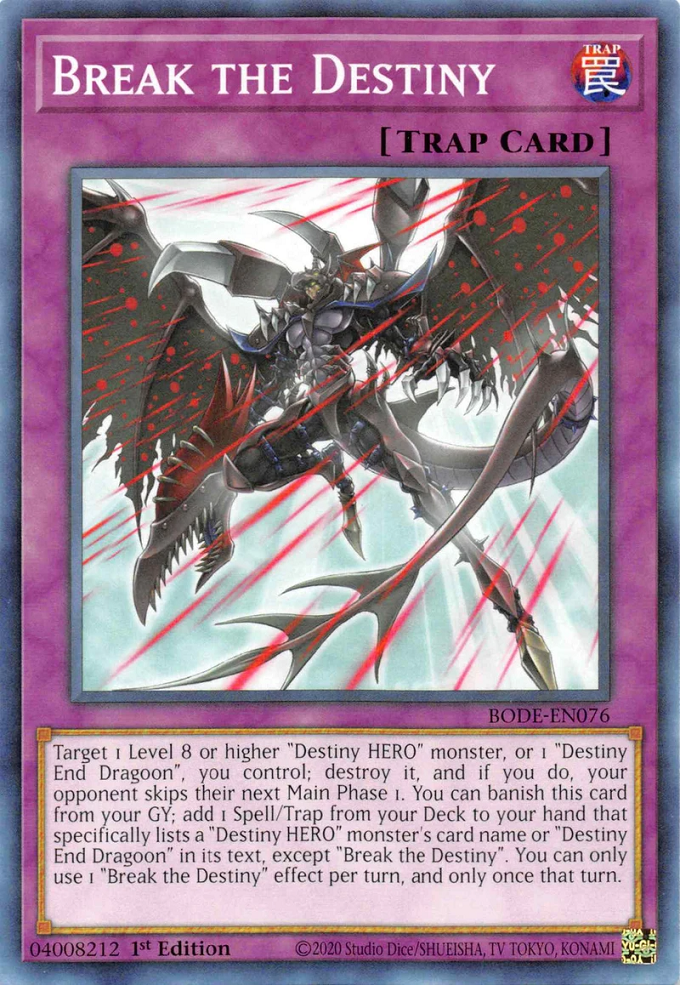 BREAK THE DESTINY
TRAP
罠
[TRAP CARD]
BODE-EN076
Target 1 Level 8 or higher "Destiny HERO" monster, or 1 "Destiny
End Dragoon", you control; destroy it, and if you do, your
opponent skips their next Main Phase 1. You can banish this card
from your GY; add 1 Spell/Trap from your Deck to your hand that
specifically lists a "Destiny HERO" monster's card name or "Destiny
End Dragoon" in its text, except "Break the Destiny". You can only
use 1 "Break the Destiny" effect per turn, and only once that turn.
04008212 1st Edition
©2020 Studio Dice/SHUEISHA, TV TOKYO, KONAMI